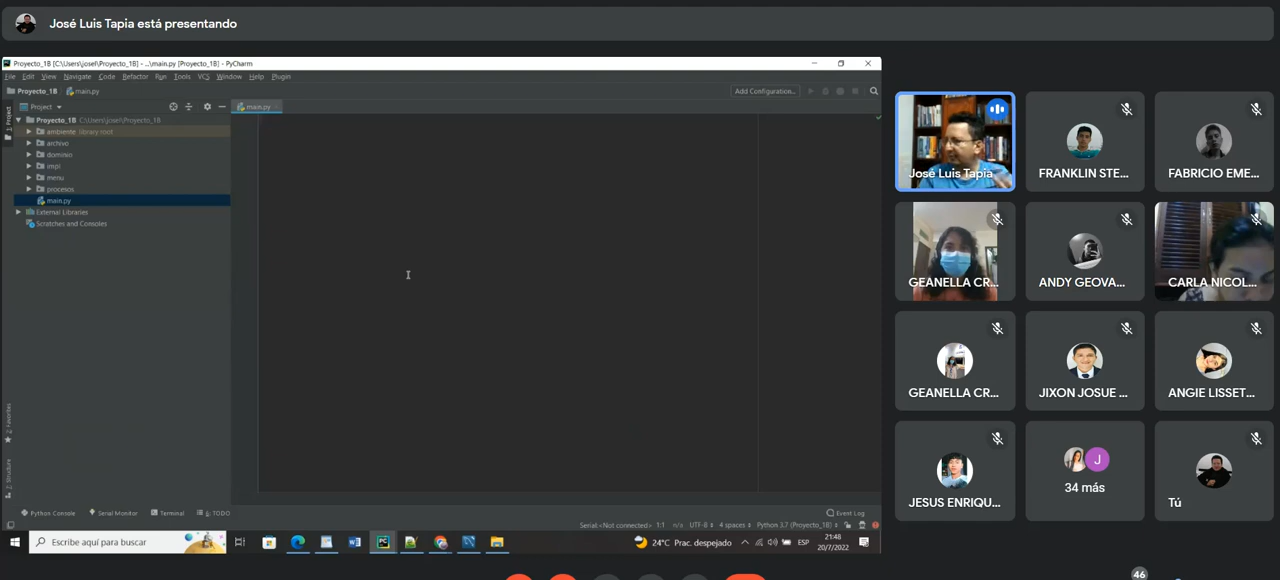 José Luis Tapia está presentando
Proyecto_1B [C:\Users\josel\Proyecto_1B] - ...\main.py [Proyecto_1B] - PyCharm
File Edit View Navigate Code Refactor Run Tools VCS Window Help Plugin
Proyecto_1B main.py
Add Configuration...
Project
main.py
1: Project
Proyecto_1B C:\Users\josel\Proyecto_1B
ambiente library root
archivo
dominio
impl
menu
procesos
main.py
External Libraries
Scratches and Consoles
2: Favorites
Z: Structure
Python Console Serial Monitor Terminal 6: TODO
Event Log
Serial:<Not connected> 1:1 n/a UTF-8 4 spaces Python 3.7 (Proyecto_1B)
Escribe aquí para buscar
W
24°C Prac. despejado
ESP
21:48
20/7/2022
José Luis Tapia
FRANKLIN STE...
FABRICIO EME...
GEANELLA CR...
ANDY GEOVA...
CARLA NICOL...
GEANELLA CR...
JIXON JOSUE ...
ANGIE LISSET...
JESUS ENRIQU...
J
34 más
Tú
46